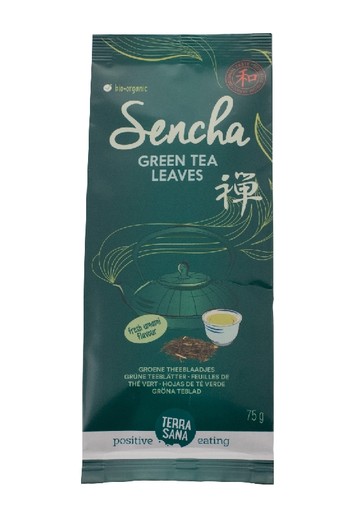 和
bio•organic
Sencha
GREEN TEA
LEAVES
禅
fresh umami
flavour
GROENE THEEBLAADJES
GRÜNE TEEBLÄTTER - FEUILLES DE
THÉ VERT - HOJAS DE TÉ VERDE
GRÖNA TEBLAD
75 g
TERRA
SANA
positive eating